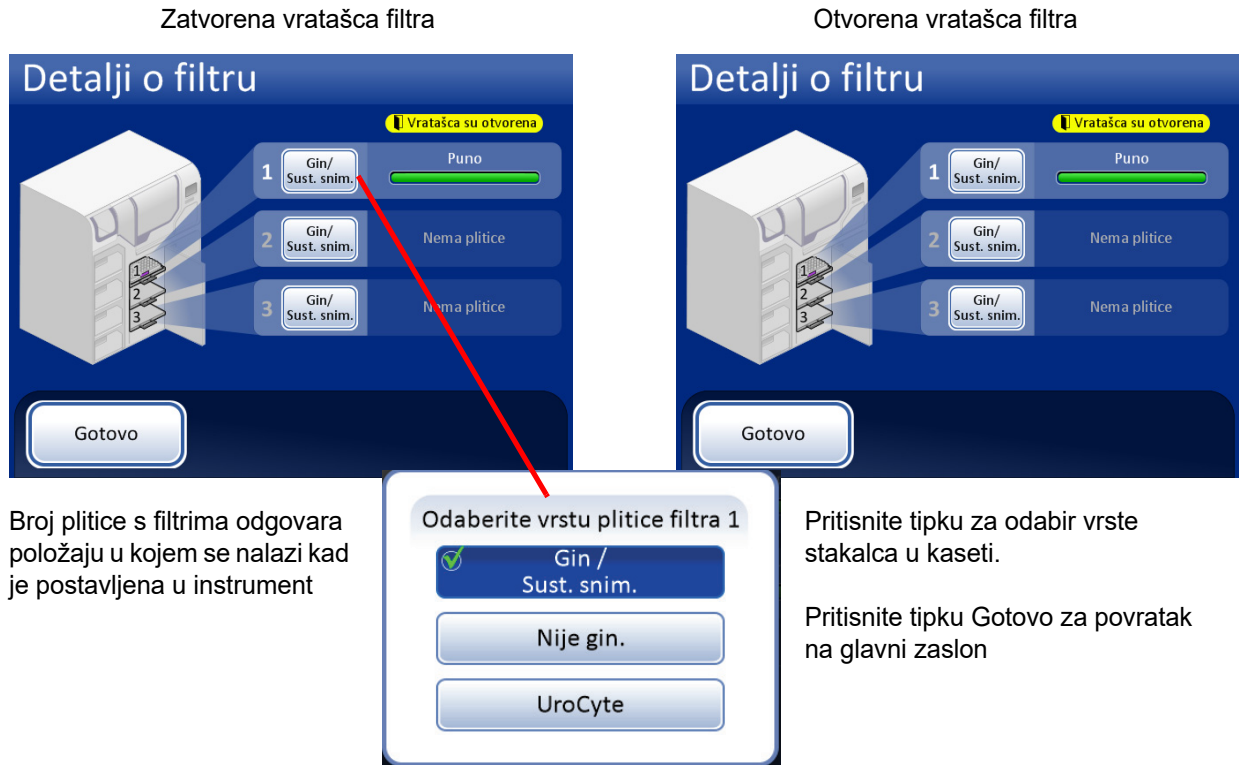 Zatvorena vratašca filtra
Detalji o filtru
Vratašca su otvorena
1
Gin/
Sust. snim.
Puno
2
Gin/
Sust. snim.
Nema plitice
3
Gin/
Sust. snim.
Nema plitice
1
2
3
Gotovo
Otvorena vratašca filtra
Detalji o filtru
Vratašca su otvorena
1
Gin/
Sust. snim.
Puno
2
Gin/
Sust. snim.
Nema plitice
3
Gin/
Sust. snim.
Nema plitice
1
2
3
Gotovo
Broj plitice s filtrima odgovara
položaju u kojem se nalazi kad
je postavljena u instrument
Odaberite vrstu plitice filtra 1
Gin /
Sust. snim.
Nije gin.
UroCyte
Pritisnite tipku za odabir vrste
stakalca u kaseti.
Pritisnite tipku Gotovo za povratak
na glavni zaslon